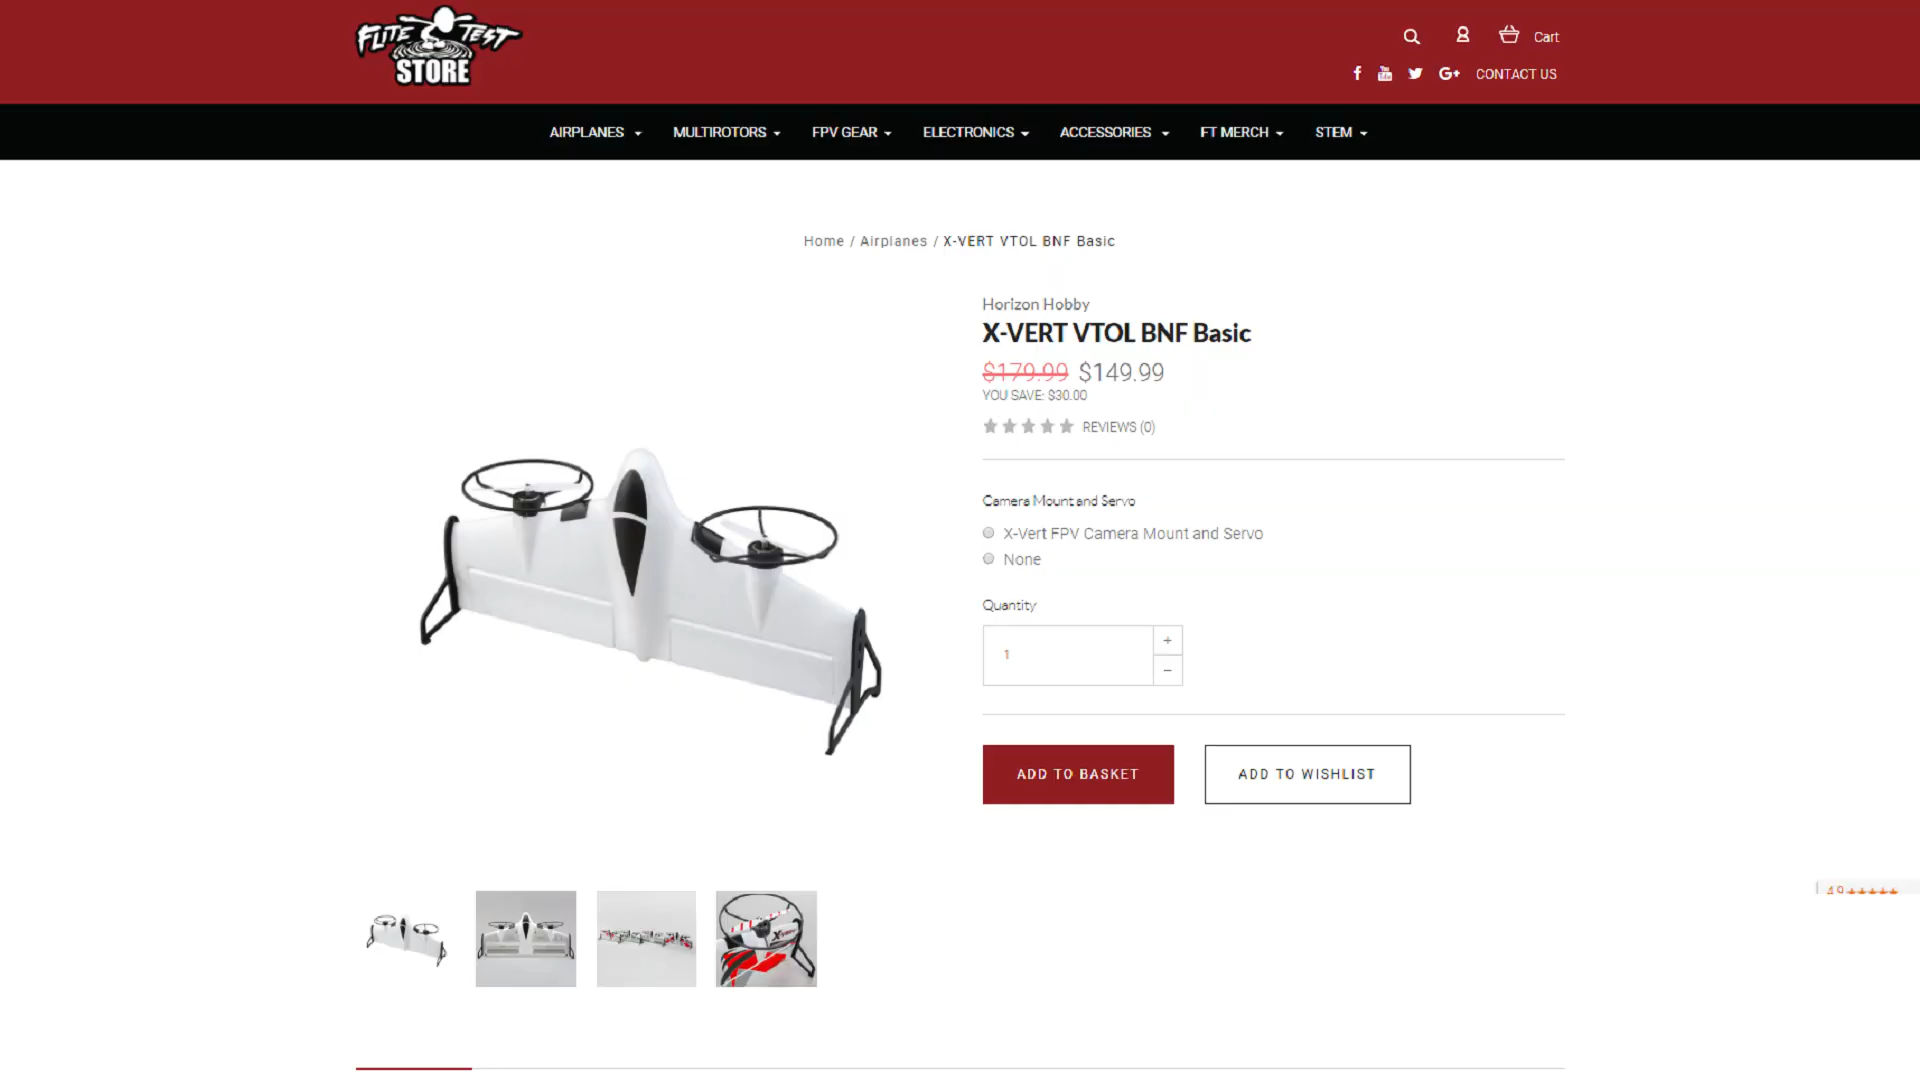 FLITE TEST
STORE
Cart
CONTACT US
AIRPLANES
MULTIROTORS
FPV GEAR
ELECTRONICS
ACCESSORIES
FT MERCH
STEM
Home / Airplanes / X-VERT VTOL BNF Basic
Horizon Hobby
X-VERT VTOL BNF Basic
$179.99 $149.99
YOU SAVE: $30.00
REVIEWS (0)
Camera Mount and Servo
X-Vert FPV Camera Mount and Servo
None
Quantity
1
+
-
ADD TO BASKET
ADD TO WISHLIST
4.9